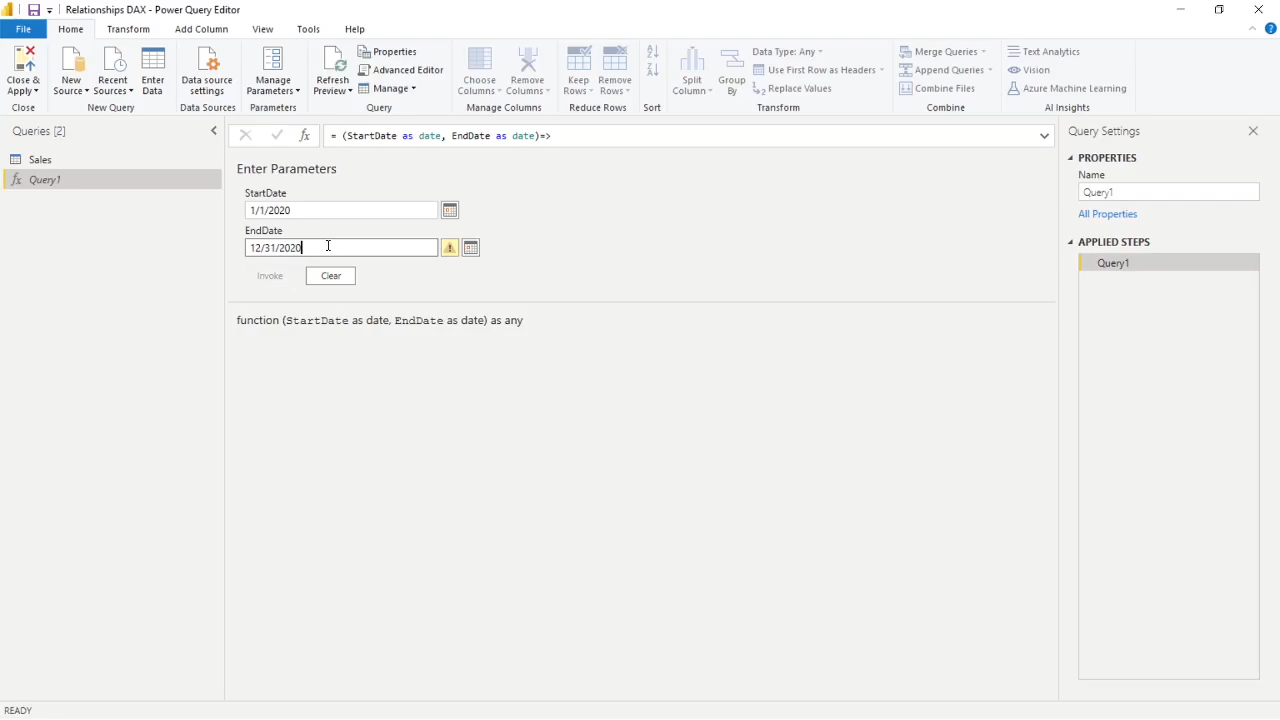 Relationships DAX - Power Query Editor
File Home Transform Add Column View Tools Help
Close & Apply
New Source
Recent Sources
Enter Data
Data source settings
Manage Parameters
Refresh Preview
Properties
Advanced Editor
Manage
Choose Columns
Remove Columns
Keep Rows
Remove Rows
Split Column
Group By
Data Type: Any
Use First Row as Headers
Replace Values
Merge Queries
Append Queries
Combine Files
Text Analytics
Vision
Azure Machine Learning
Close New Query Data Sources Parameters Query Manage Columns Reduce Rows Sort Transform Combine AI Insights
Queries [2]
Sales
Query1
= (StartDate as date, EndDate as date)=>
Enter Parameters
StartDate
1/1/2020
EndDate
12/31/2020
Invoke Clear
function (StartDate as date, EndDate as date) as any
Query Settings
PROPERTIES
Name
Query1
All Properties
APPLIED STEPS
Query1
READY